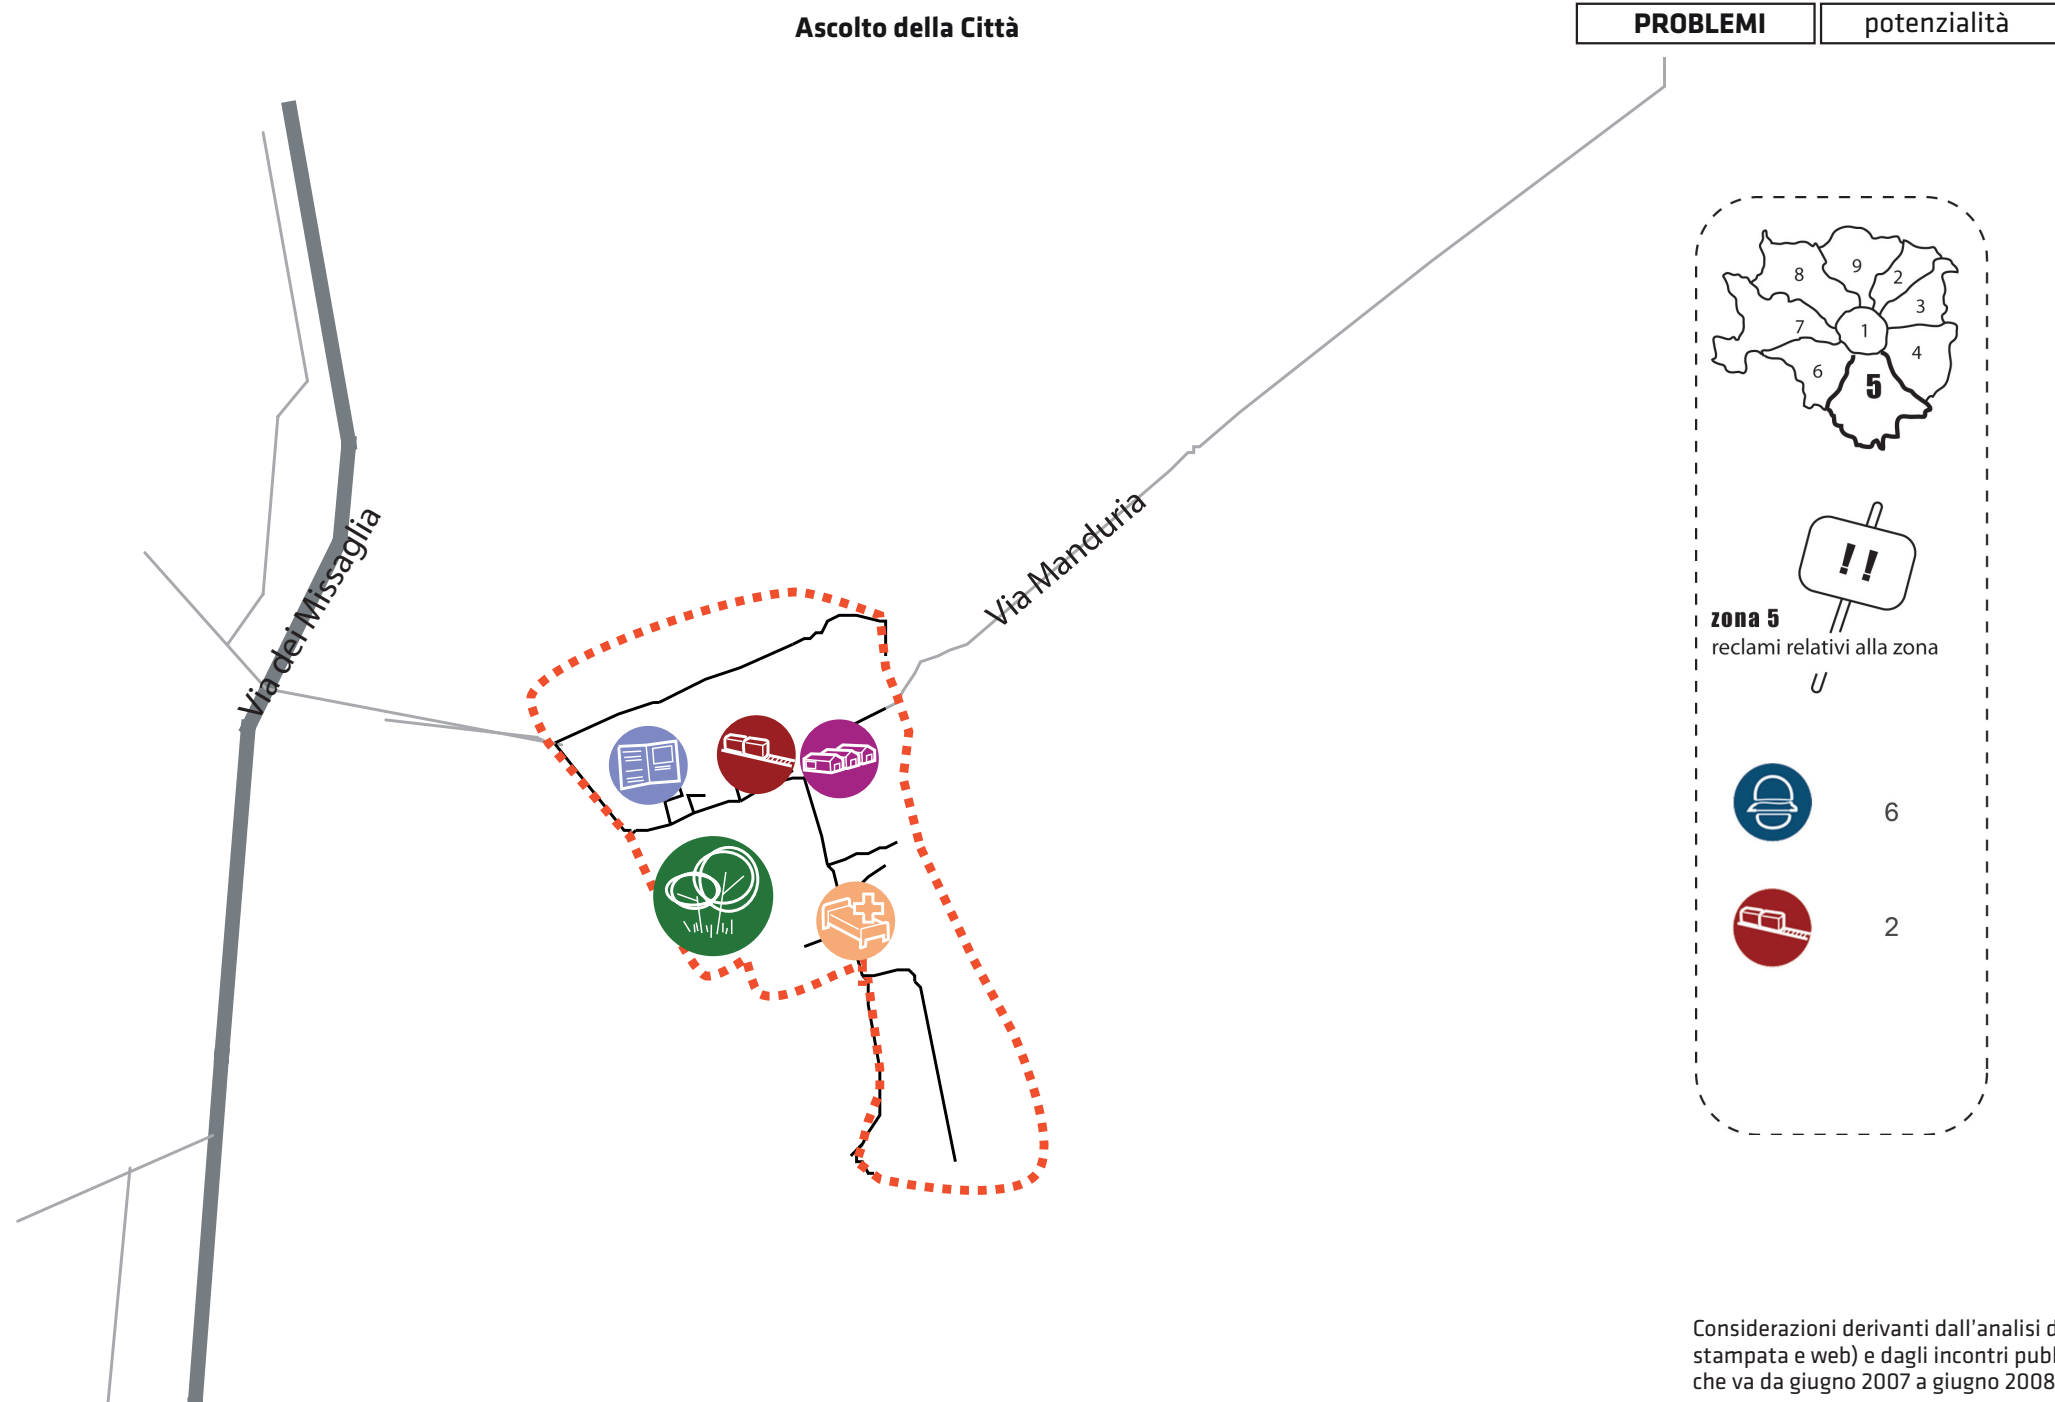 Ascolto della Città
PROBLEMI
potenzialità
Via dei Missaglia
Via Manduria
8
9
2
3
7
1
4
6
5
!!
zona 5
reclami relativi alla zona
6
2
Considerazioni derivanti dall'analisi d
stampata e web) e dagli incontri pubb
che va da giugno 2007 a giugno 2008